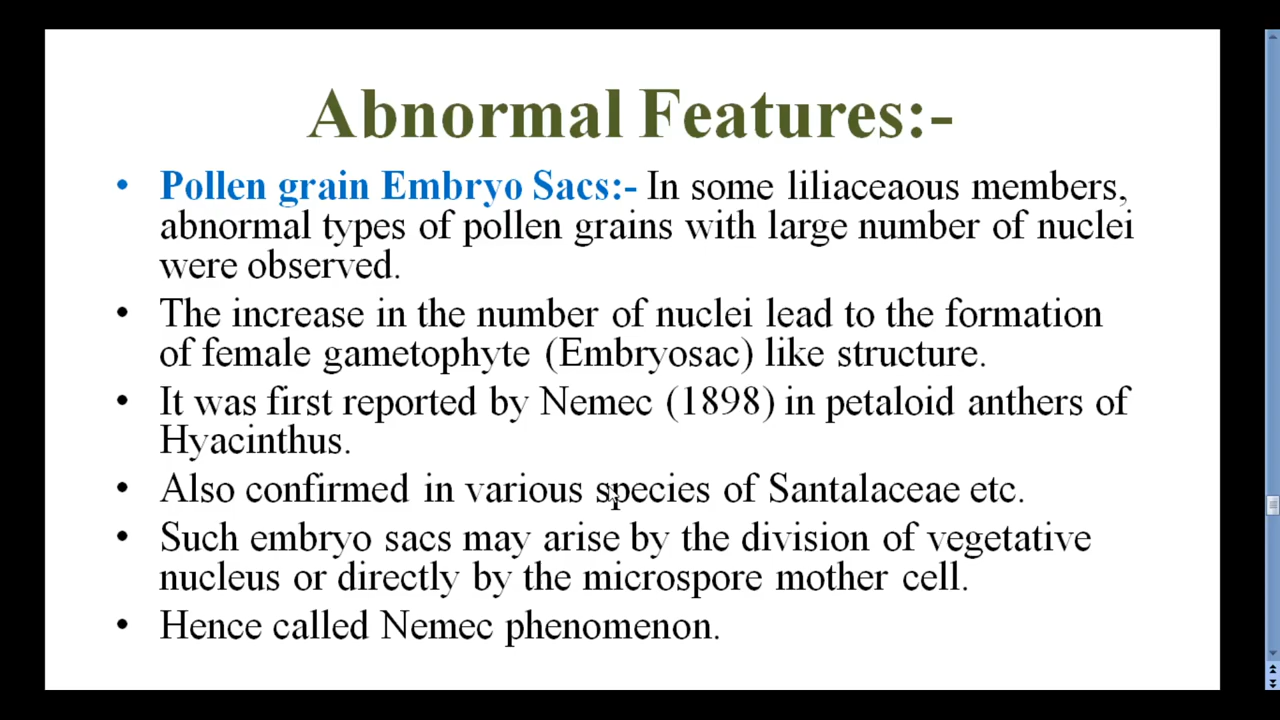 Abnormal Features:-
• Pollen grain Embryo Sacs:- In some liliaceaous members,
abnormal types of pollen grains with large number of nuclei
were observed.
• The increase in the number of nuclei lead to the formation
of female gametophyte (Embryosac) like structure.
• It was first reported by Nemec (1898) in petaloid anthers of
Hyacinthus.
• Also confirmed in various species of Santalaceae etc.
• Such embryo sacs may arise by the division of vegetative
nucleus or directly by the microspore mother cell.
• Hence called Nemec phenomenon.